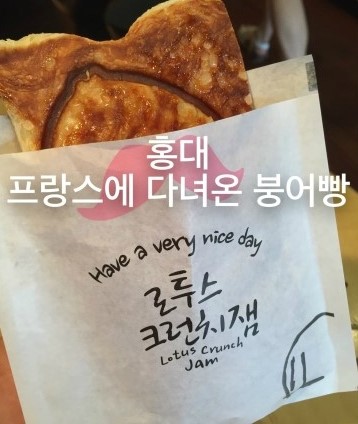 홍대
프랑스에 다녀온 붕어빵
Have a very nice day
로투스
크런치잼
Lotus Crunch
Jam